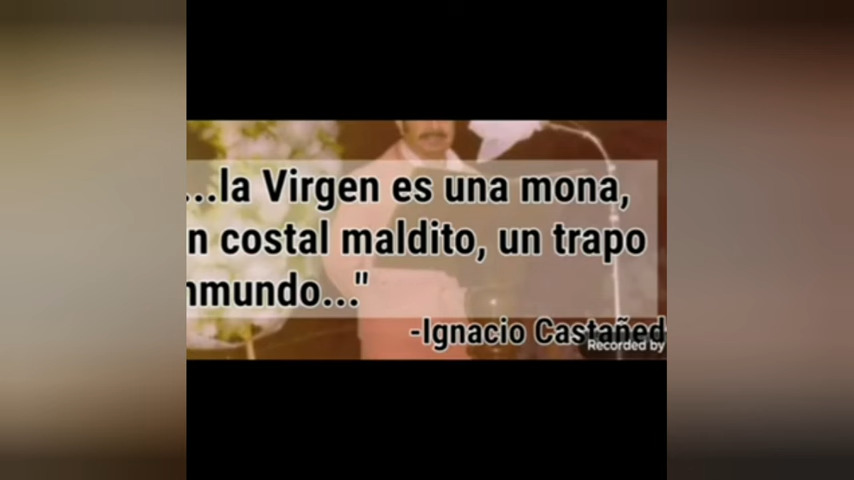 ...la Virgen es una mona,
n costal maldito, un trapo
nmundo..."
-Ignacio Castañed
Recorded by